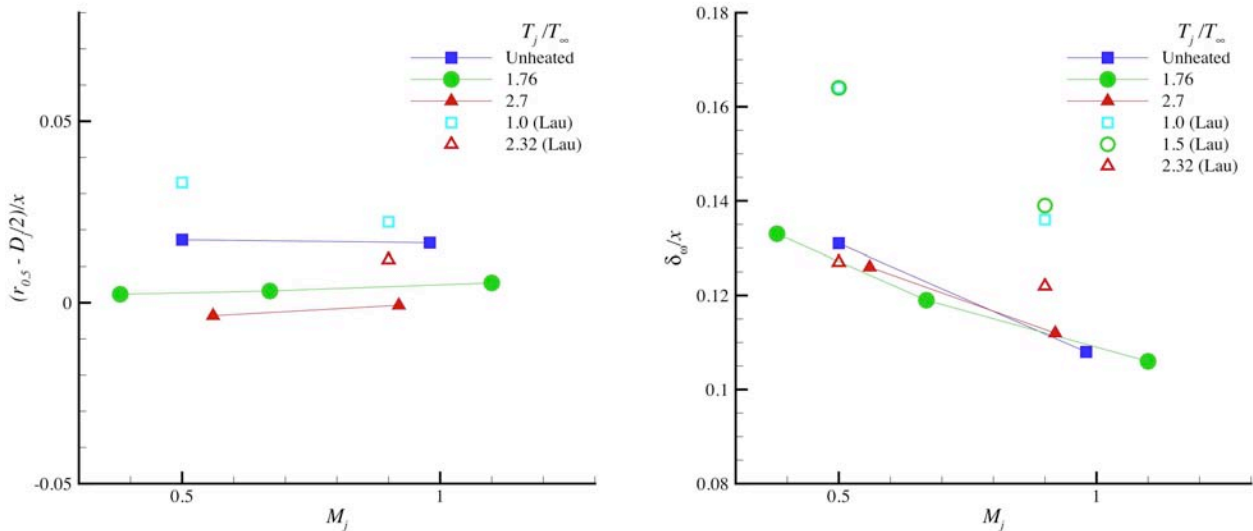 T_j /T_∞
Unheated
1.76
2.7
1.0 (Lau)
2.32 (Lau)
0.05
0
-0.05
0.5
1
(r_{0.5} - D_j/2)/x
M_j
T_j /T_∞
Unheated
1.76
2.7
1.0 (Lau)
1.5 (Lau)
2.32 (Lau)
0.18
0.16
0.14
0.12
0.1
0.08
0.5
1
δ_ω/x
M_j